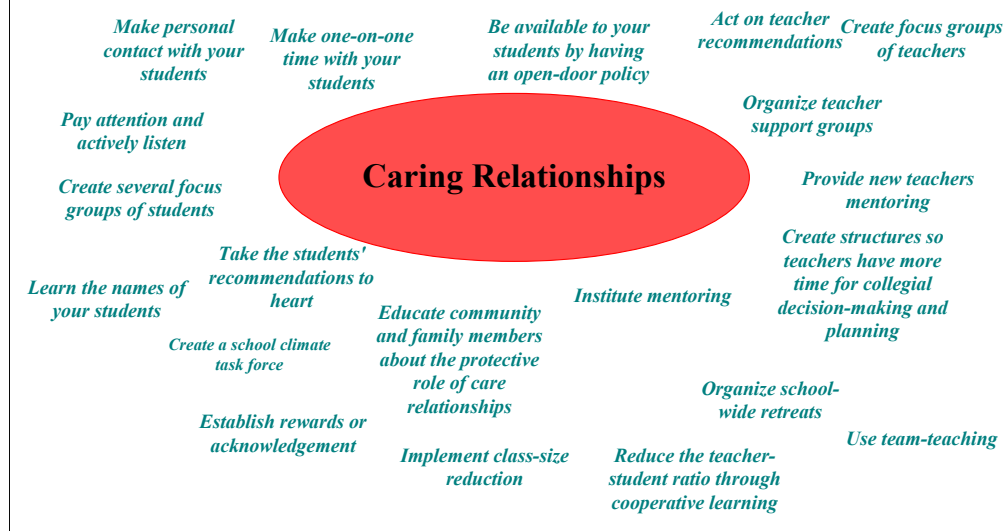 Make personal
contact with your
students
Make one-on-one
time with your
students
Be available to your
students by having
an open-door policy
Act on teacher
recommendations
Create focus groups
of teachers
Pay attention and
actively listen
Organize teacher
support groups
Caring Relationships
Create several focus
groups of students
Provide new teachers
mentoring
Take the students'
recommendations to
heart
Create structures so
teachers have more
time for collegial
decision-making and
planning
Learn the names of
your students
Institute mentoring
Educate community
and family members
about the protective
role of care
relationships
Create a school climate
task force
Organize school-
wide retreats
Establish rewards or
acknowledgement
Use team-teaching
Implement class-size
reduction
Reduce the teacher-
student ratio through
cooperative learning